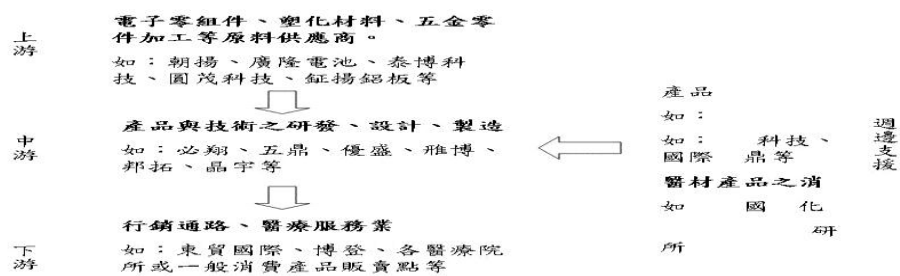 上游
電子零組件、塑化材料、五金零
件加工等原料供應商。
如：朝揚、廣隆電池、泰博科
技、圓茂科技、鉦揚鋁板等
中游
產品與技術之研發、設計、製造
如：必翔、五鼎、優盛、雅博、
邦拓、晶宇等
下游
行銷通路、醫療服務業
如：東貿國際、博登、各醫療院
所或一般消費產品販賣點等
產品
如：
如： 科技、
國際 鼎等
醫材產品之消
如 國 化
研
所
週邊支援